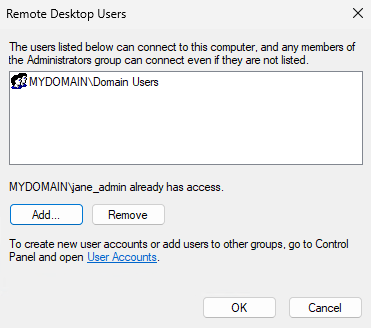 Remote Desktop Users
The users listed below can connect to this computer, and any members of
the Administrators group can connect even if they are not listed.
MYDOMAIN\Domain Users
MYDOMAIN\jane_admin already has access.
Add... Remove
To create new user accounts or add users to other groups, go to Control
Panel and open User Accounts.
OK Cancel